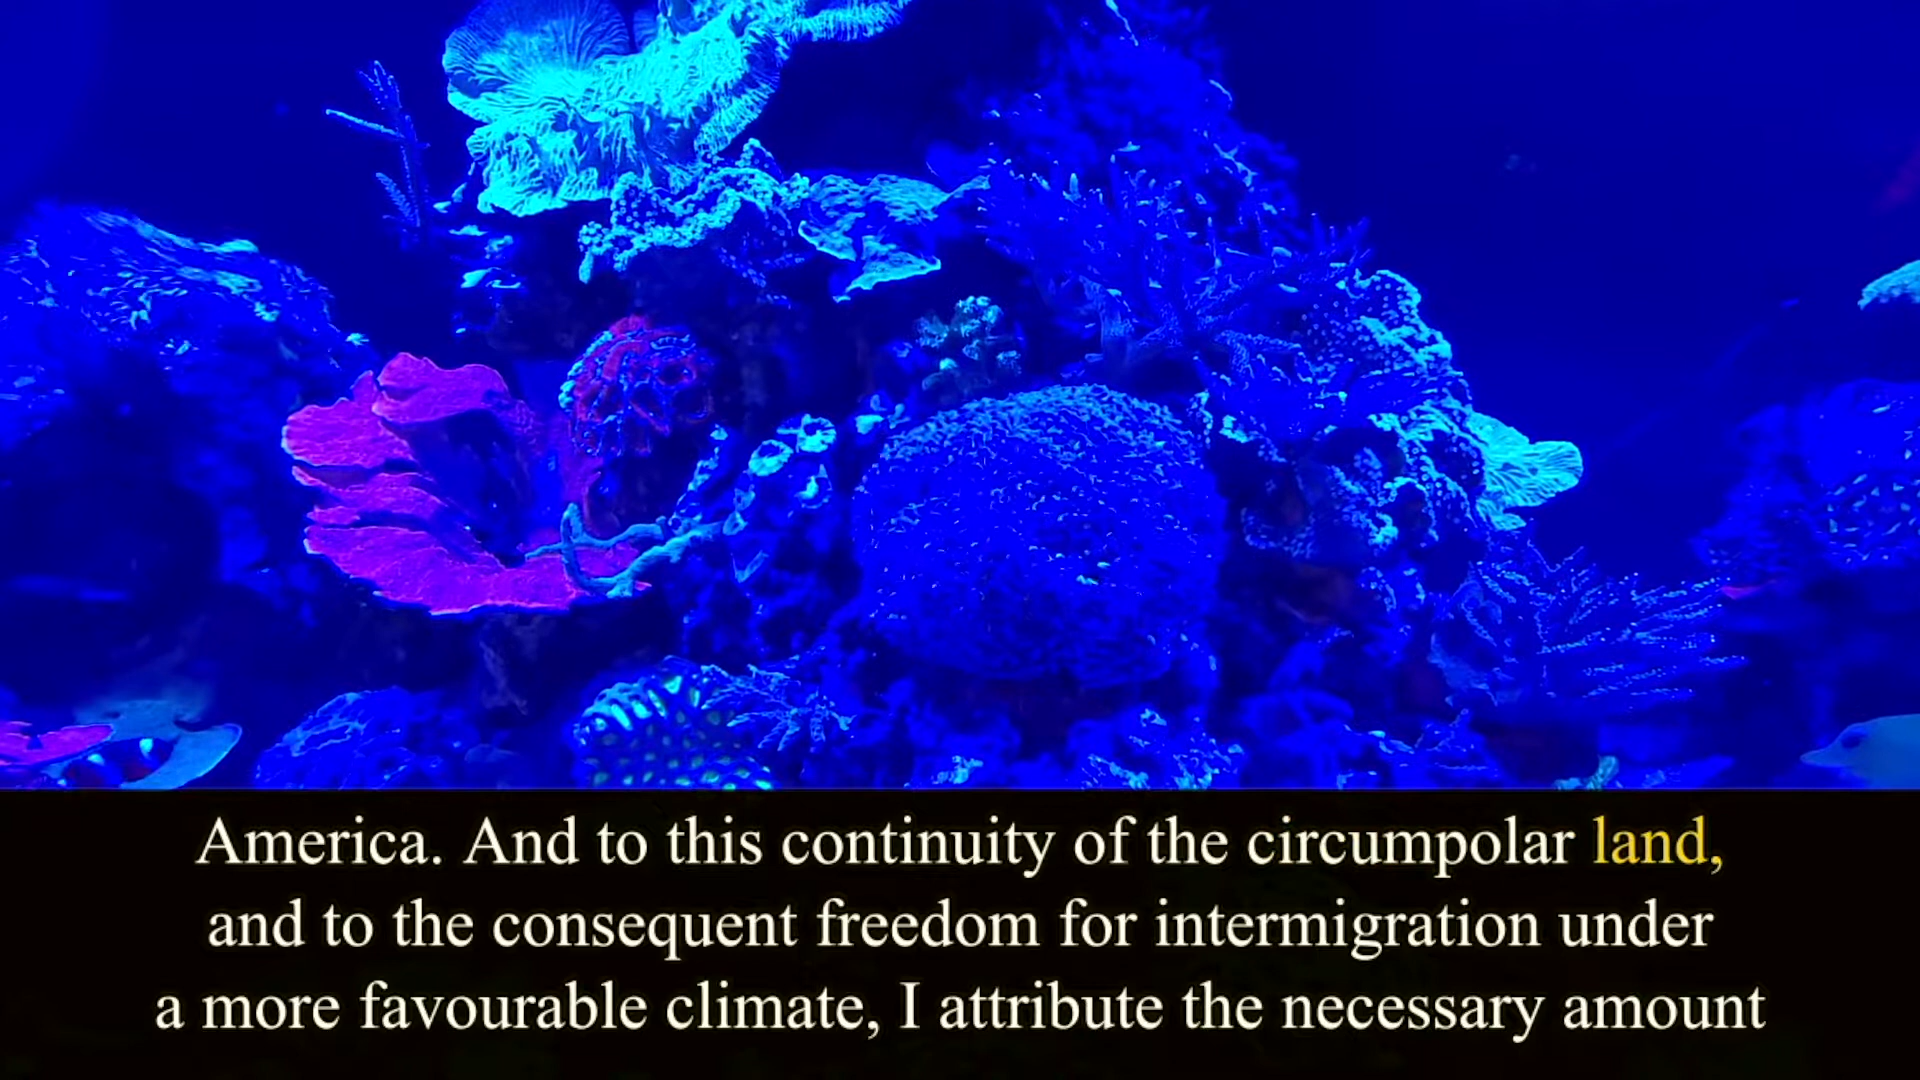 America. And to this continuity of the circumpolar land,
and to the consequent freedom for intermigration under
a more favourable climate, I attribute the necessary amount